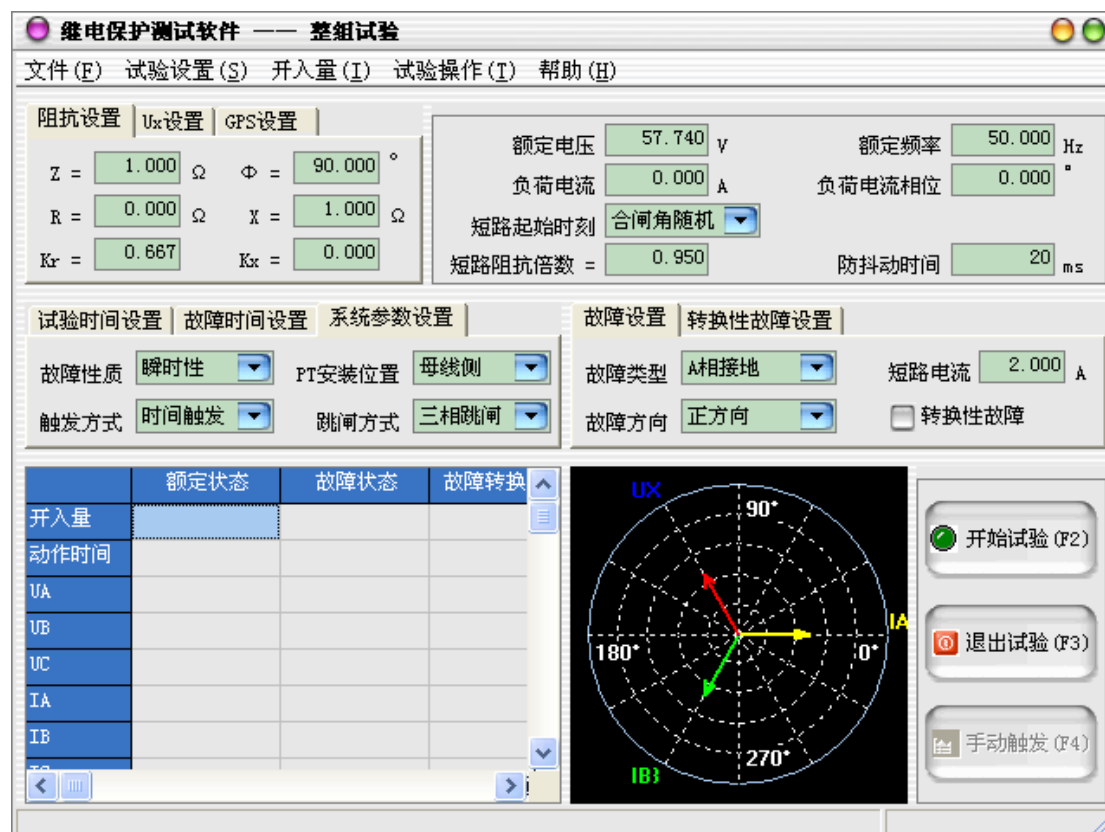 继电保护测试软件 —— 整组试验
文件(F) 试验设置(S) 开入量(I) 试验操作(T) 帮助(H)
阻抗设置 Ux设置 GPS设置
Z = 1.000 Ω Φ = 90.000 °
R = 0.000 Ω X = 1.000 Ω
Kr = 0.667 Kx = 0.000
额定电压 57.740 V 额定频率 50.000 Hz
负荷电流 0.000 A 负荷电流相位 0.000 °
短路起始时刻 合闸角随机
短路阻抗倍数 = 0.950 防抖动时间 20 ms
试验时间设置 故障时间设置 系统参数设置
故障性质 瞬时性 PT安装位置 母线侧
触发方式 时间触发 跳闸方式 三相跳闸
故障设置 转换性故障设置
故障类型 A相接地 短路电流 2.000 A
故障方向 正方向 转换性故障
额定状态 故障状态 故障转换
开入量
动作时间
UA
UB
UC
IA
IB
UX
90°
IA
180° 0°
270°
IB
开始试验(F2)
退出试验(F3)
手动触发(F4)